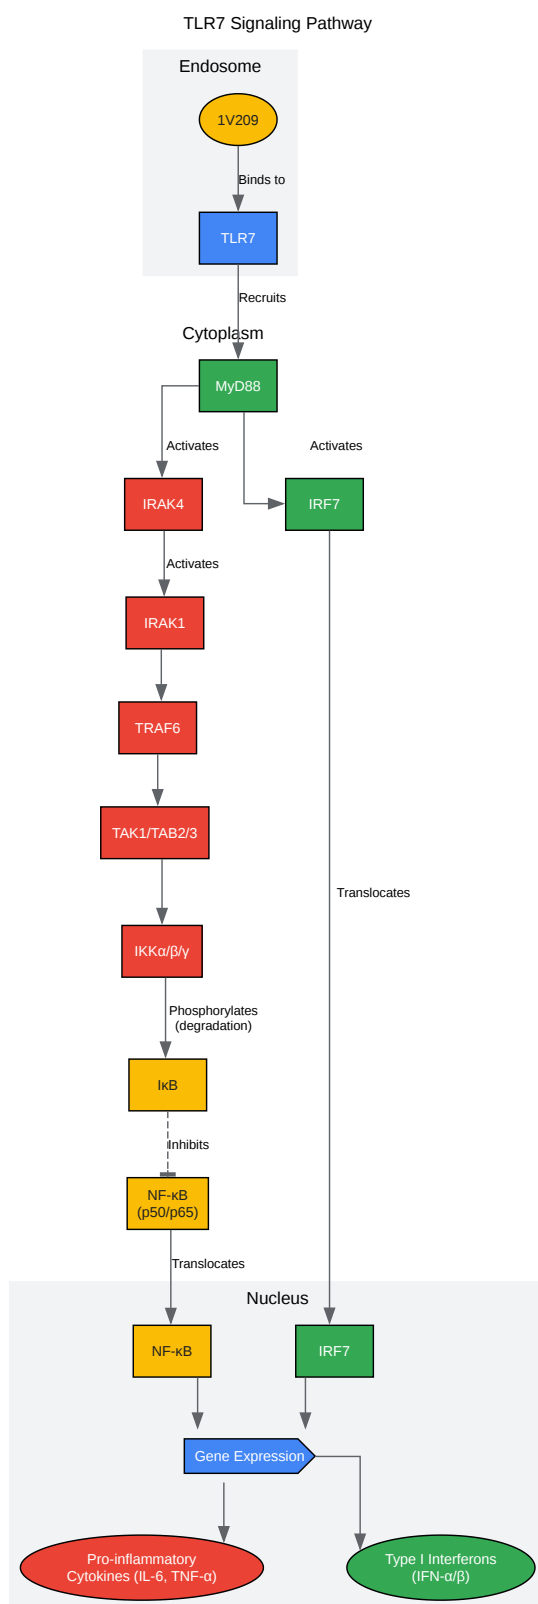 TLR7 Signaling Pathway
Endosome
1V209
Binds to
TLR7
Recruits
Cytoplasm
MyD88
Activates
Activates
IRAK4
IRF7
Activates
IRAK1
TRAF6
TAK1/TAB2/3
Translocates
IKKα/β/γ
Phosphorylates
(degradation)
IκB
Inhibits
NF-κB
(p50/p65)
Translocates
Nucleus
NF-κB
IRF7
Gene Expression
Pro-inflammatory
Cytokines (IL-6, TNF-α)
Type I Interferons
(IFN-α/β)